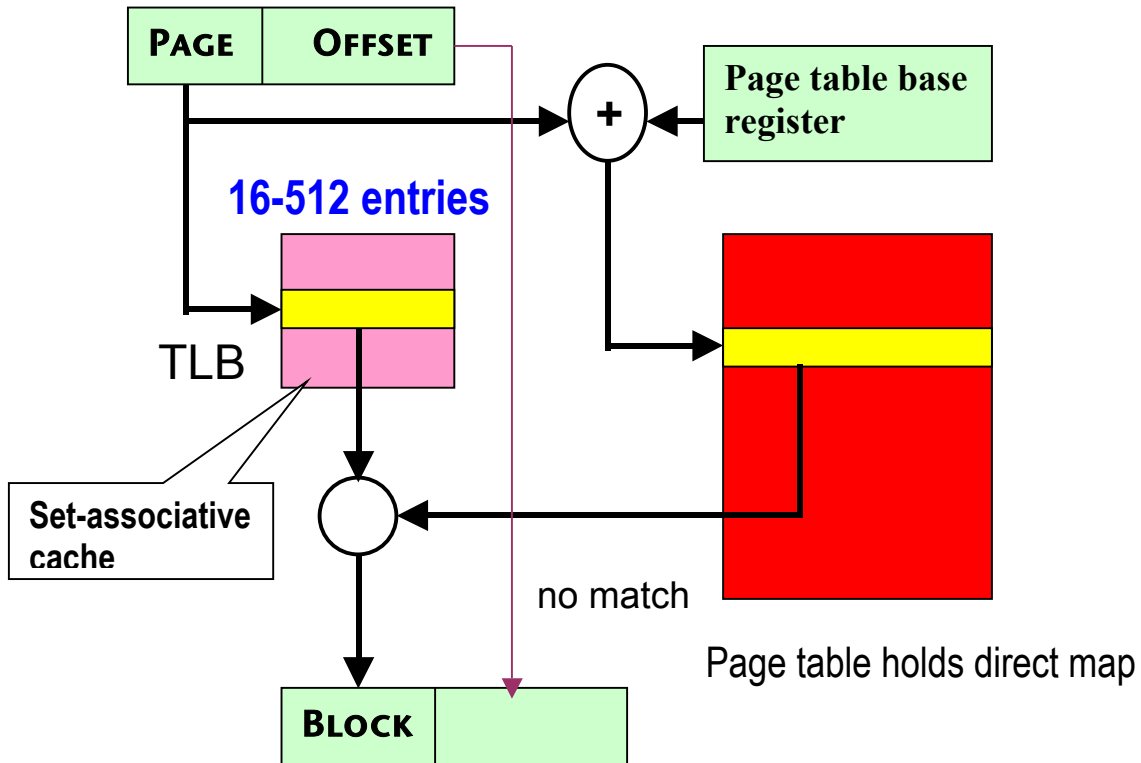 PAGE OFFSET
+
Page table base
register
16-512 entries
TLB
Set-associative
cache
no match
Page table holds direct map
BLOCK